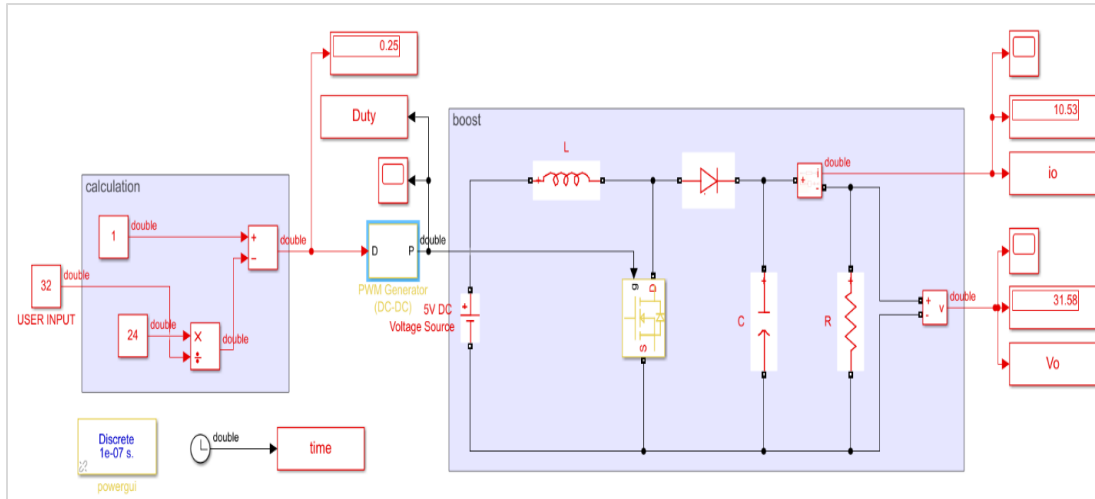 0.25
Duty
boost
10.53
double
io
L
calculation
1
double
+
−
double
D
P
double
PWM Generator
(DC-DC)
32
double
USER INPUT
24
×
÷
double
5V DC
Voltage Source
+
g
D
S
C
R
+
i
-
+
-
v
double
31.58
Vo
Discrete
1e-07 s.
powergui
double
time